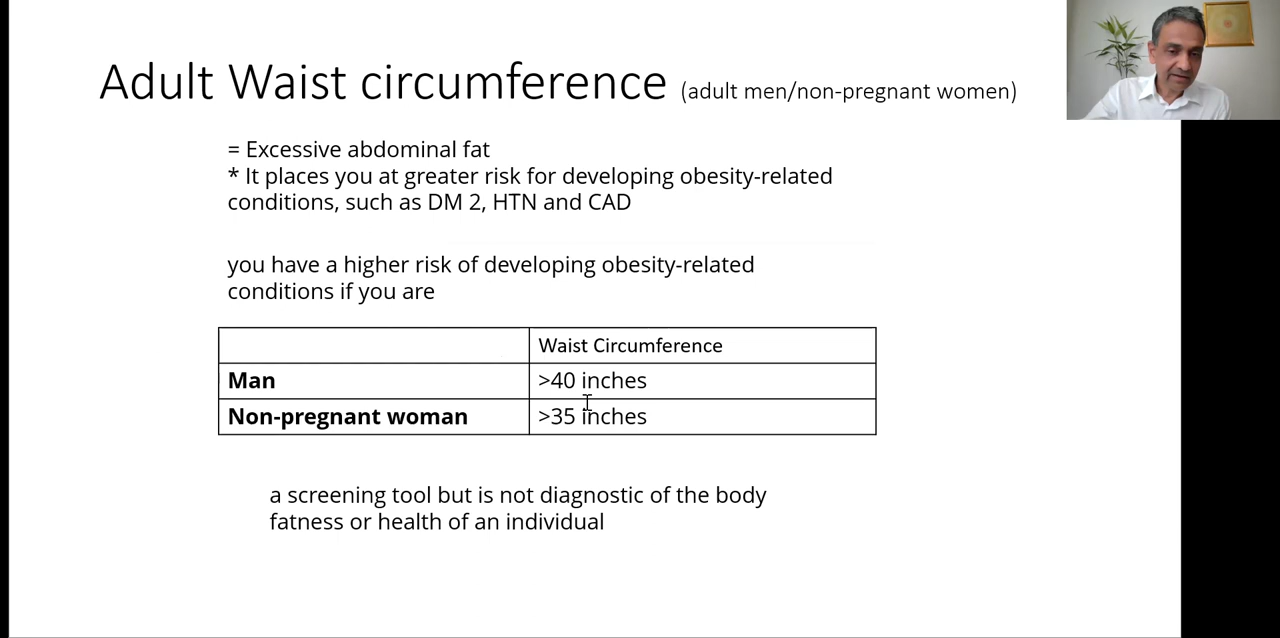 Adult Waist circumference (adult men/non-pregnant women)
= Excessive abdominal fat
* It places you at greater risk for developing obesity-related
conditions, such as DM 2, HTN and CAD
you have a higher risk of developing obesity-related
conditions if you are
Waist Circumference
Man >40 inches
Non-pregnant woman >35 inches
a screening tool but is not diagnostic of the body
fatness or health of an individual